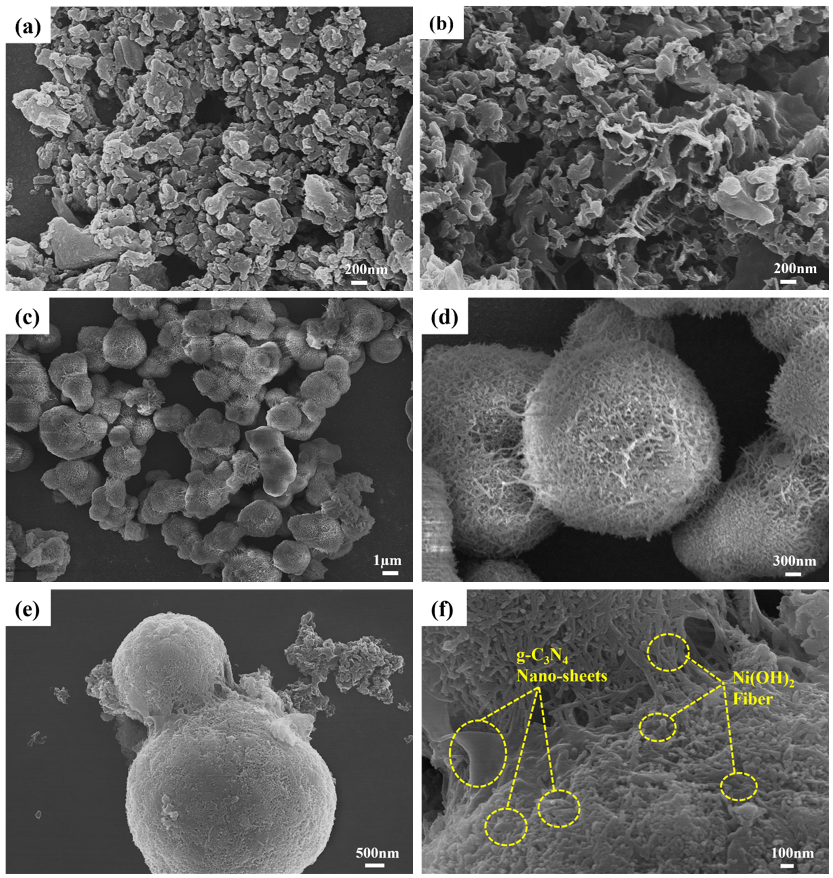 (a)
200nm
(b)
200nm
(c)
1μm
(d)
300nm
(e)
500nm
(f)
g-C₃N₄
Nano-sheets
Ni(OH)₂
Fiber
100nm